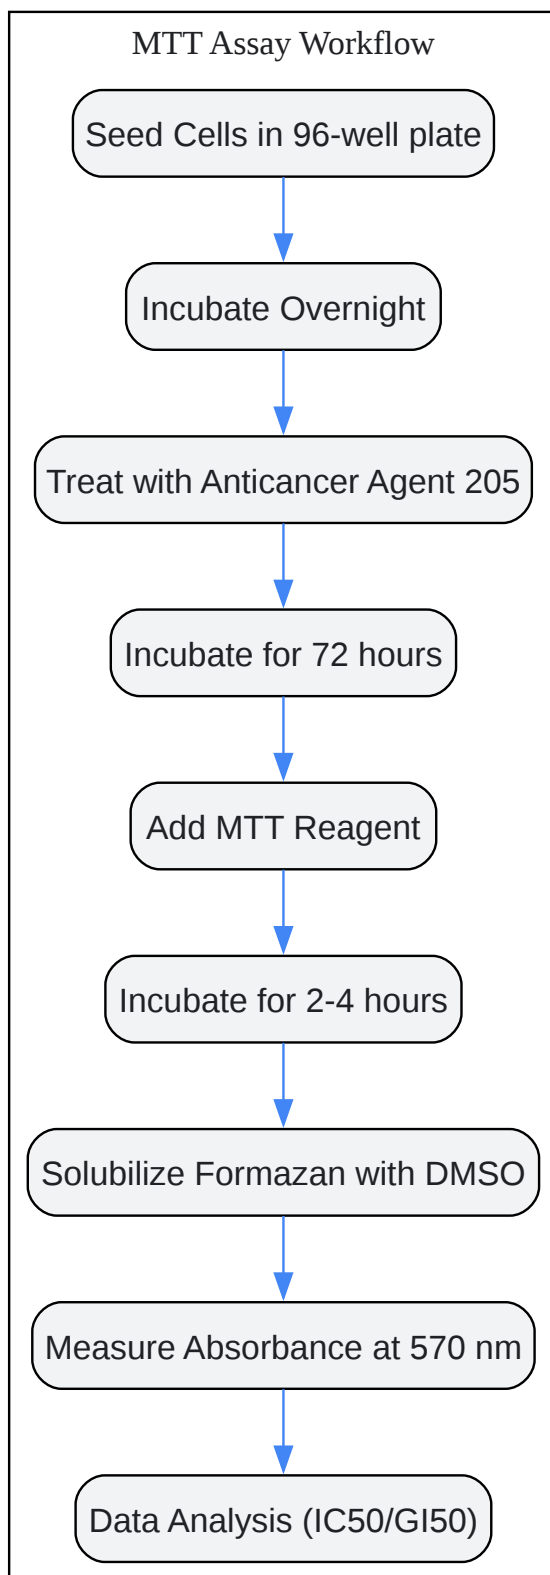 MTT Assay Workflow
Seed Cells in 96-well plate
Incubate Overnight
Treat with Anticancer Agent 205
Incubate for 72 hours
Add MTT Reagent
Incubate for 2-4 hours
Solubilize Formazan with DMSO
Measure Absorbance at 570 nm
Data Analysis (IC50/GI50)